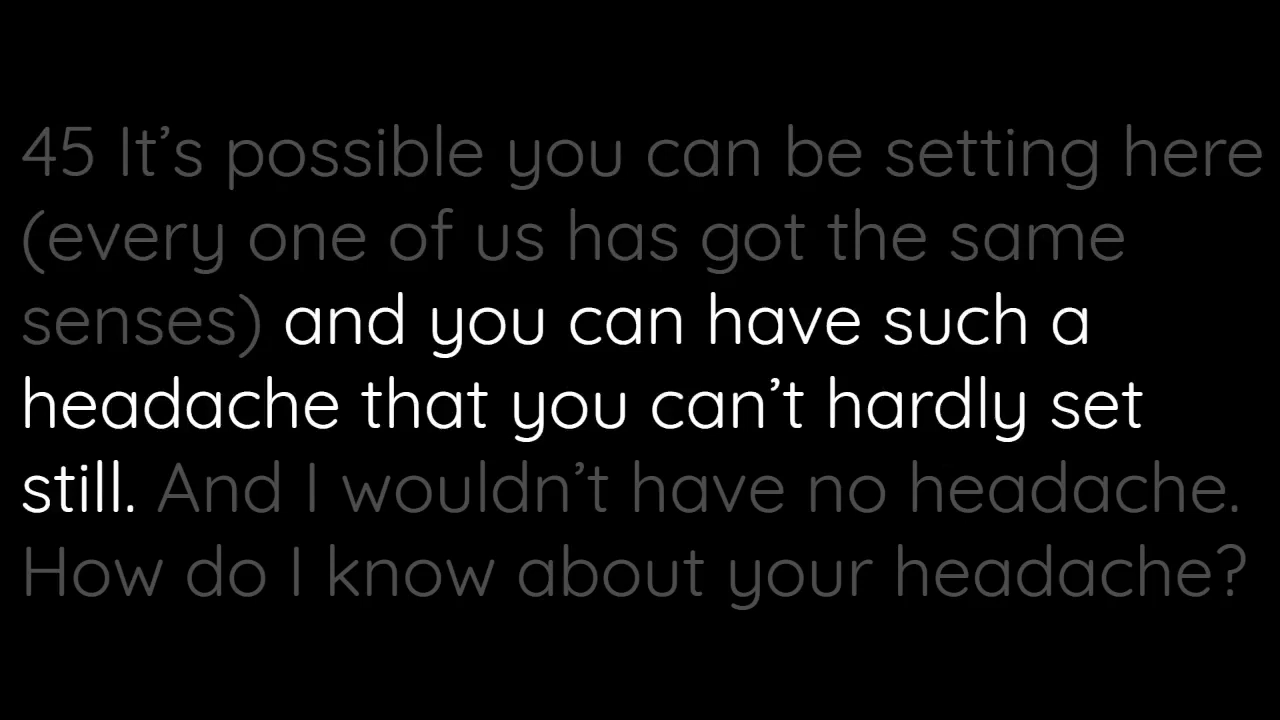 45 It’s possible you can be setting here
(every one of us has got the same
senses) and you can have such a
headache that you can’t hardly set
still. And I wouldn’t have no headache.
How do I know about your headache?